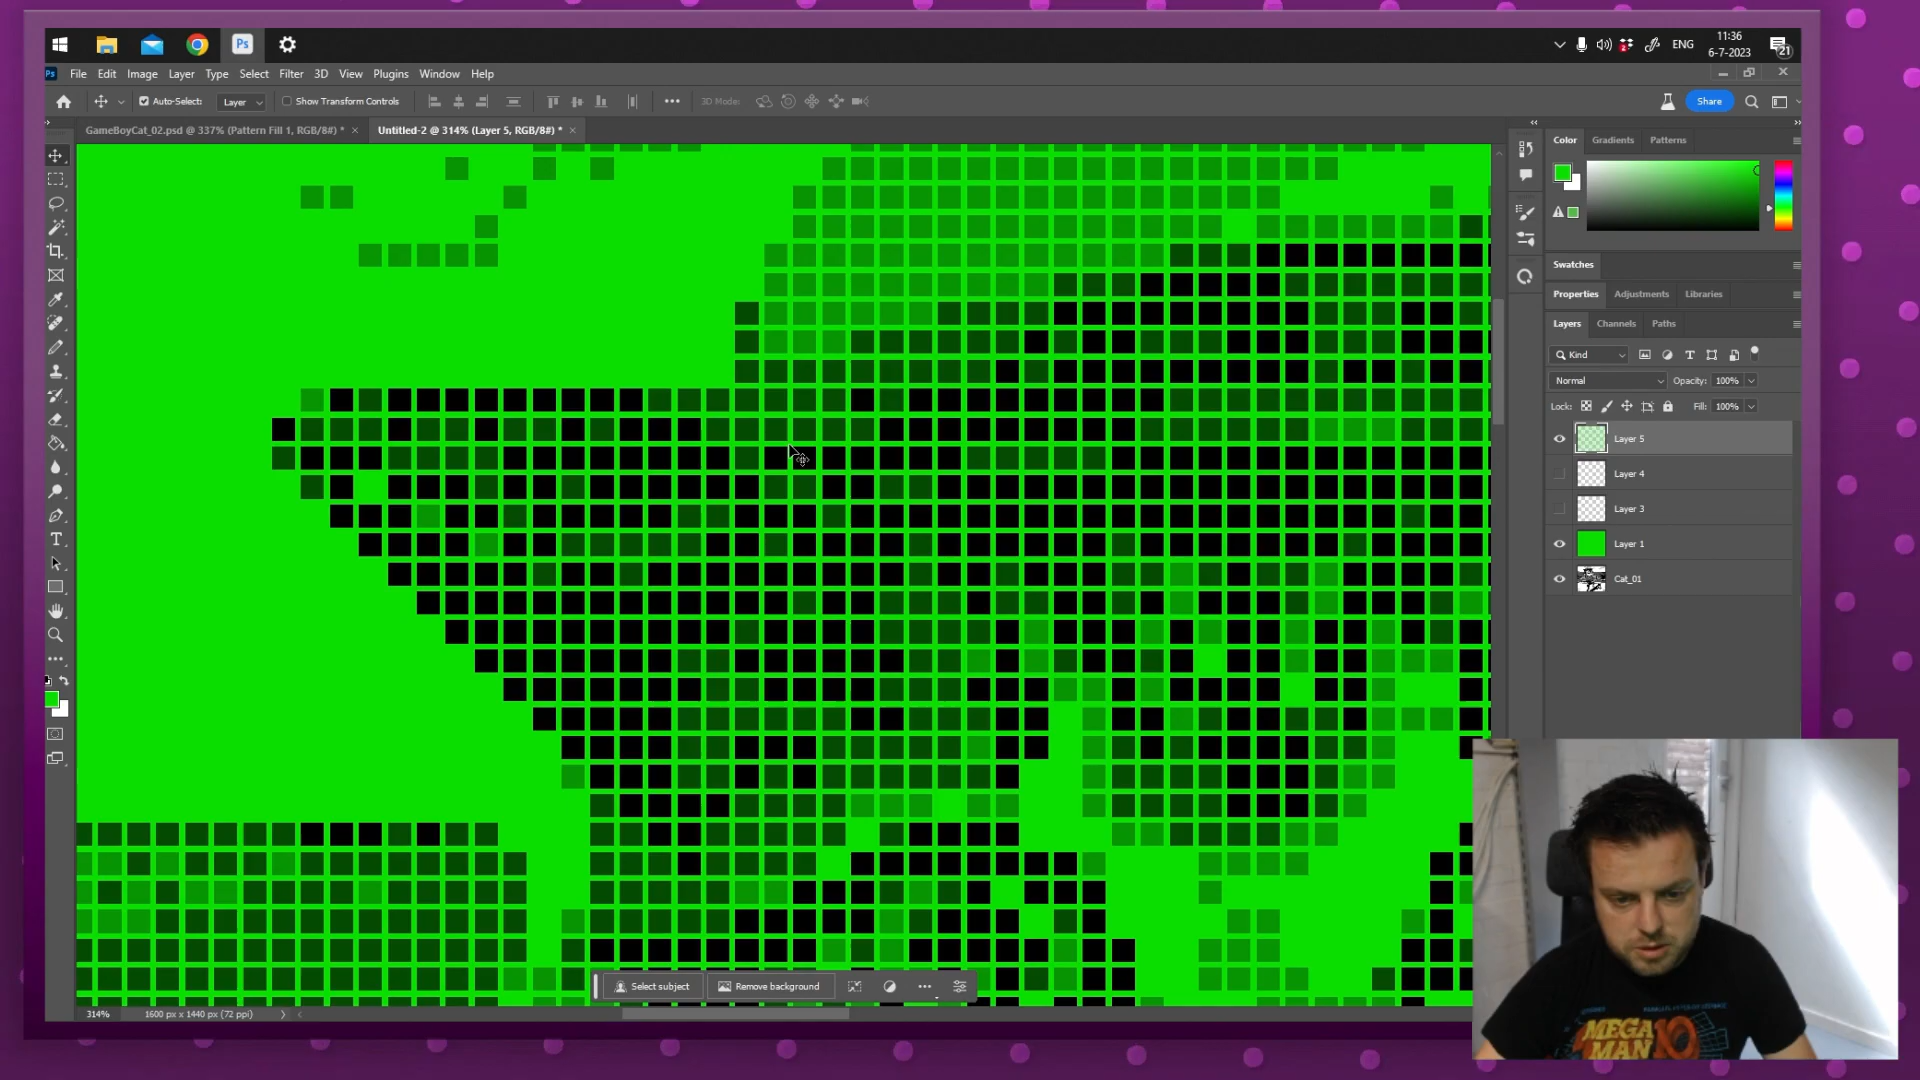 11:36
ENG
6-7-2023
21
Ps
Ps
File Edit Image Layer Type Select Filter 3D View Plugins Window Help
Auto-Select: Layer Show Transform Controls 3D Mode: Share
GameBoyCat_02.psd @ 337% (Pattern Fill 1, RGB/8#) * × Untitled-2 @ 314% (Layer 5, RGB/8#) * ×
Color Gradients Patterns
Swatches
Properties Adjustments Libraries
Layers Channels Paths
Kind
Normal Opacity: 100%
Lock: Fill: 100%
Layer 5
Layer 4
Layer 3
Layer 1
Cat_01
Select subject Remove background
314% 1600 px x 1440 px (72 ppi)
MEGA
MAN 10